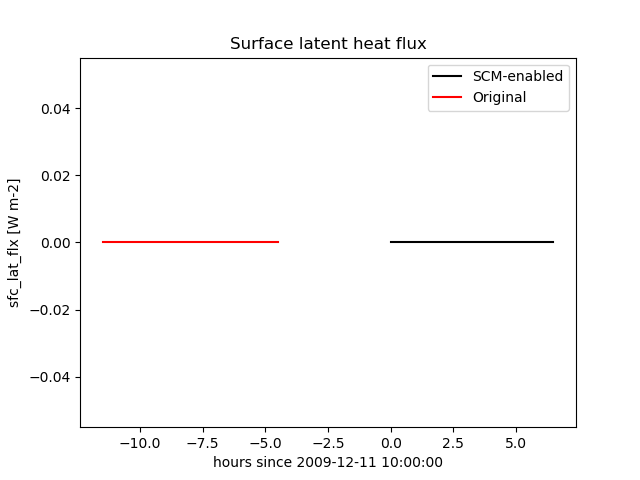 Surface latent heat flux
SCM-enabled
Original
0.04
0.02
0.00
−0.02
−0.04
sfc_lat_flx [W m-2]
−10.0 −7.5 −5.0 −2.5 0.0 2.5 5.0
hours since 2009-12-11 10:00:00